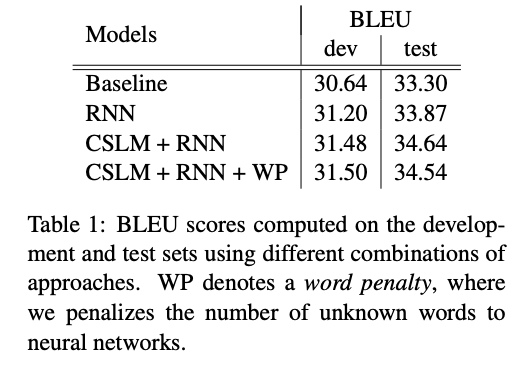 Models BLEU
dev test
Baseline 30.64 33.30
RNN 31.20 33.87
CSLM + RNN 31.48 34.64
CSLM + RNN + WP 31.50 34.54
Table 1: BLEU scores computed on the develop-
ment and test sets using different combinations of
approaches. WP denotes a word penalty, where
we penalizes the number of unknown words to
neural networks.